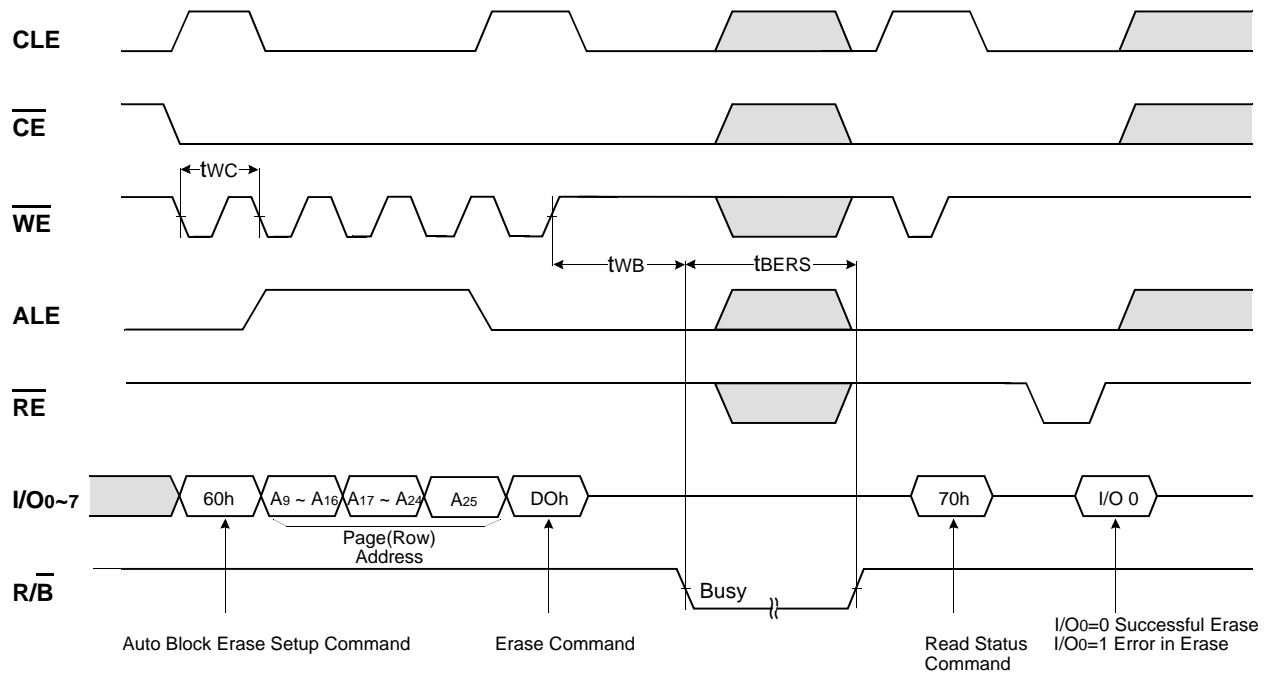 CLE
CE
tWC
WE
tWB
tBERS
ALE
RE
I/O0~7
60h
A9 ~ A16
A17 ~ A24
A25
DOh
70h
I/O 0
Page(Row)
Address
R/B
Busy
Auto Block Erase Setup Command
Erase Command
Read Status
Command
I/O0=0 Successful Erase
I/O0=1 Error in Erase